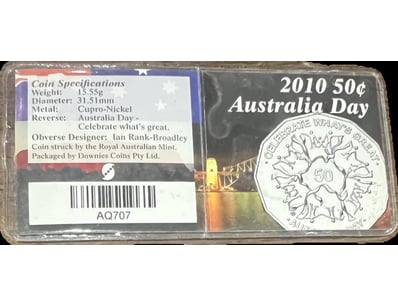 Coin Specifications
Weight: 15.55g
Diameter: 31.51mm
Metal: Cupro-Nickel
Reverse: Australia Day -
Celebrate what's great.
Obverse Designer: Ian Rank-Broadley
Coin struck by the Royal Australian Mint.
Packaged by Downies Coins Pty Ltd.
AQ707
2010 50¢
Australia Day
CELEBRATE WHAT'S GREAT
50